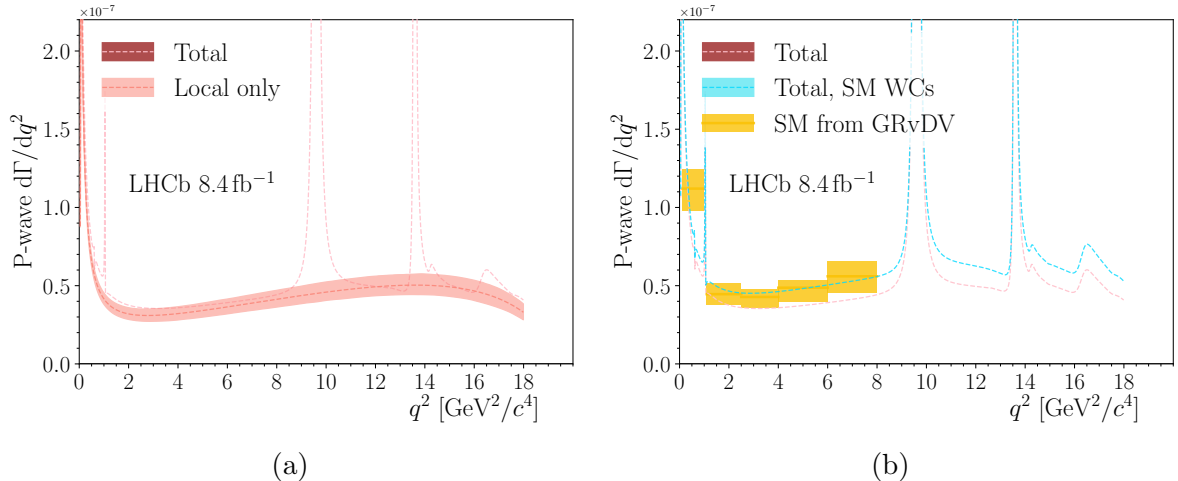 ×10⁻⁷
2.0
1.5
1.0
0.5
0.0
P-wave dΓ/dq²
Total
Local only
LHCb 8.4 fb⁻¹
0 2 4 6 8 10 12 14 16 18
q² [GeV²/c⁴]
(a)
×10⁻⁷
2.0
1.5
1.0
0.5
0.0
P-wave dΓ/dq²
Total
Total, SM WCs
SM from GRvDV
LHCb 8.4 fb⁻¹
0 2 4 6 8 10 12 14 16 18
q² [GeV²/c⁴]
(b)